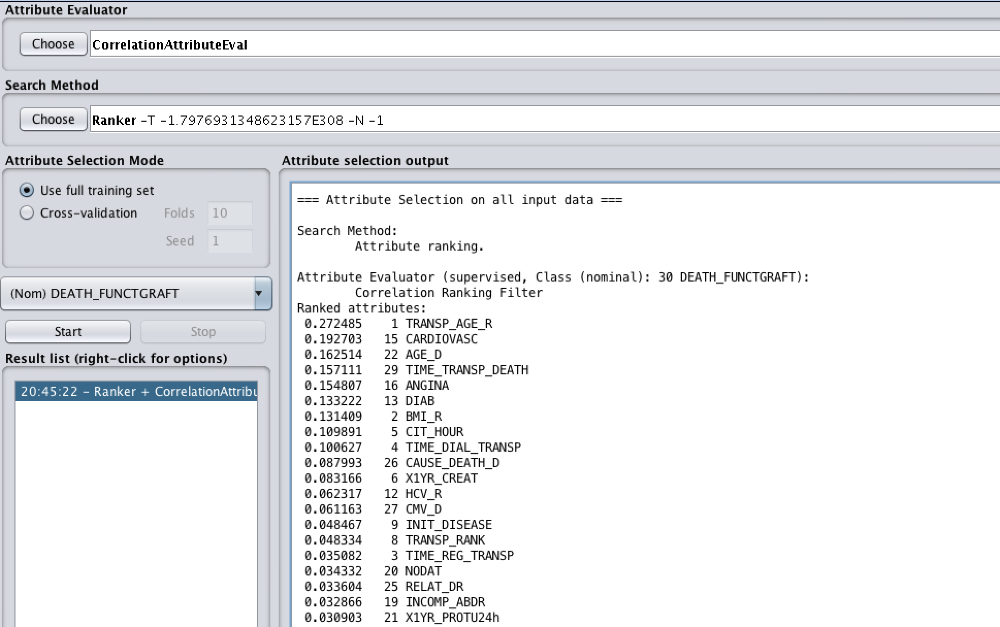 Attribute Evaluator
Choose CorrelationAttributeEval
Search Method
Choose Ranker -T -1.7976931348623157E308 -N -1
Attribute Selection Mode
Use full training set
Cross-validation Folds 10
Seed 1
(Nom) DEATH_FUNCTGRAFT
Start Stop
Result list (right-click for options)
20:45:22 - Ranker + CorrelationAttribu
Attribute selection output
=== Attribute Selection on all input data ===
Search Method:
Attribute ranking.
Attribute Evaluator (supervised, Class (nominal): 30 DEATH_FUNCTGRAFT):
Correlation Ranking Filter
Ranked attributes:
0.272485 1 TRANSP_AGE_R
0.192703 15 CARDIOVASC
0.162514 22 AGE_D
0.157111 29 TIME_TRANSP_DEATH
0.154807 16 ANGINA
0.133222 13 DIAB
0.131409 2 BMI_R
0.109891 5 CIT_HOUR
0.100627 4 TIME_DIAL_TRANSP
0.087993 26 CAUSE_DEATH_D
0.083166 6 X1YR_CREAT
0.062317 12 HCV_R
0.061163 27 CMV_D
0.048467 9 INIT_DISEASE
0.048334 8 TRANSP_RANK
0.035082 3 TIME_REG_TRANSP
0.034332 20 NODAT
0.033604 25 RELAT_DR
0.032866 19 INCOMP_ABDR
0.030903 21 X1YR_PROTU24h